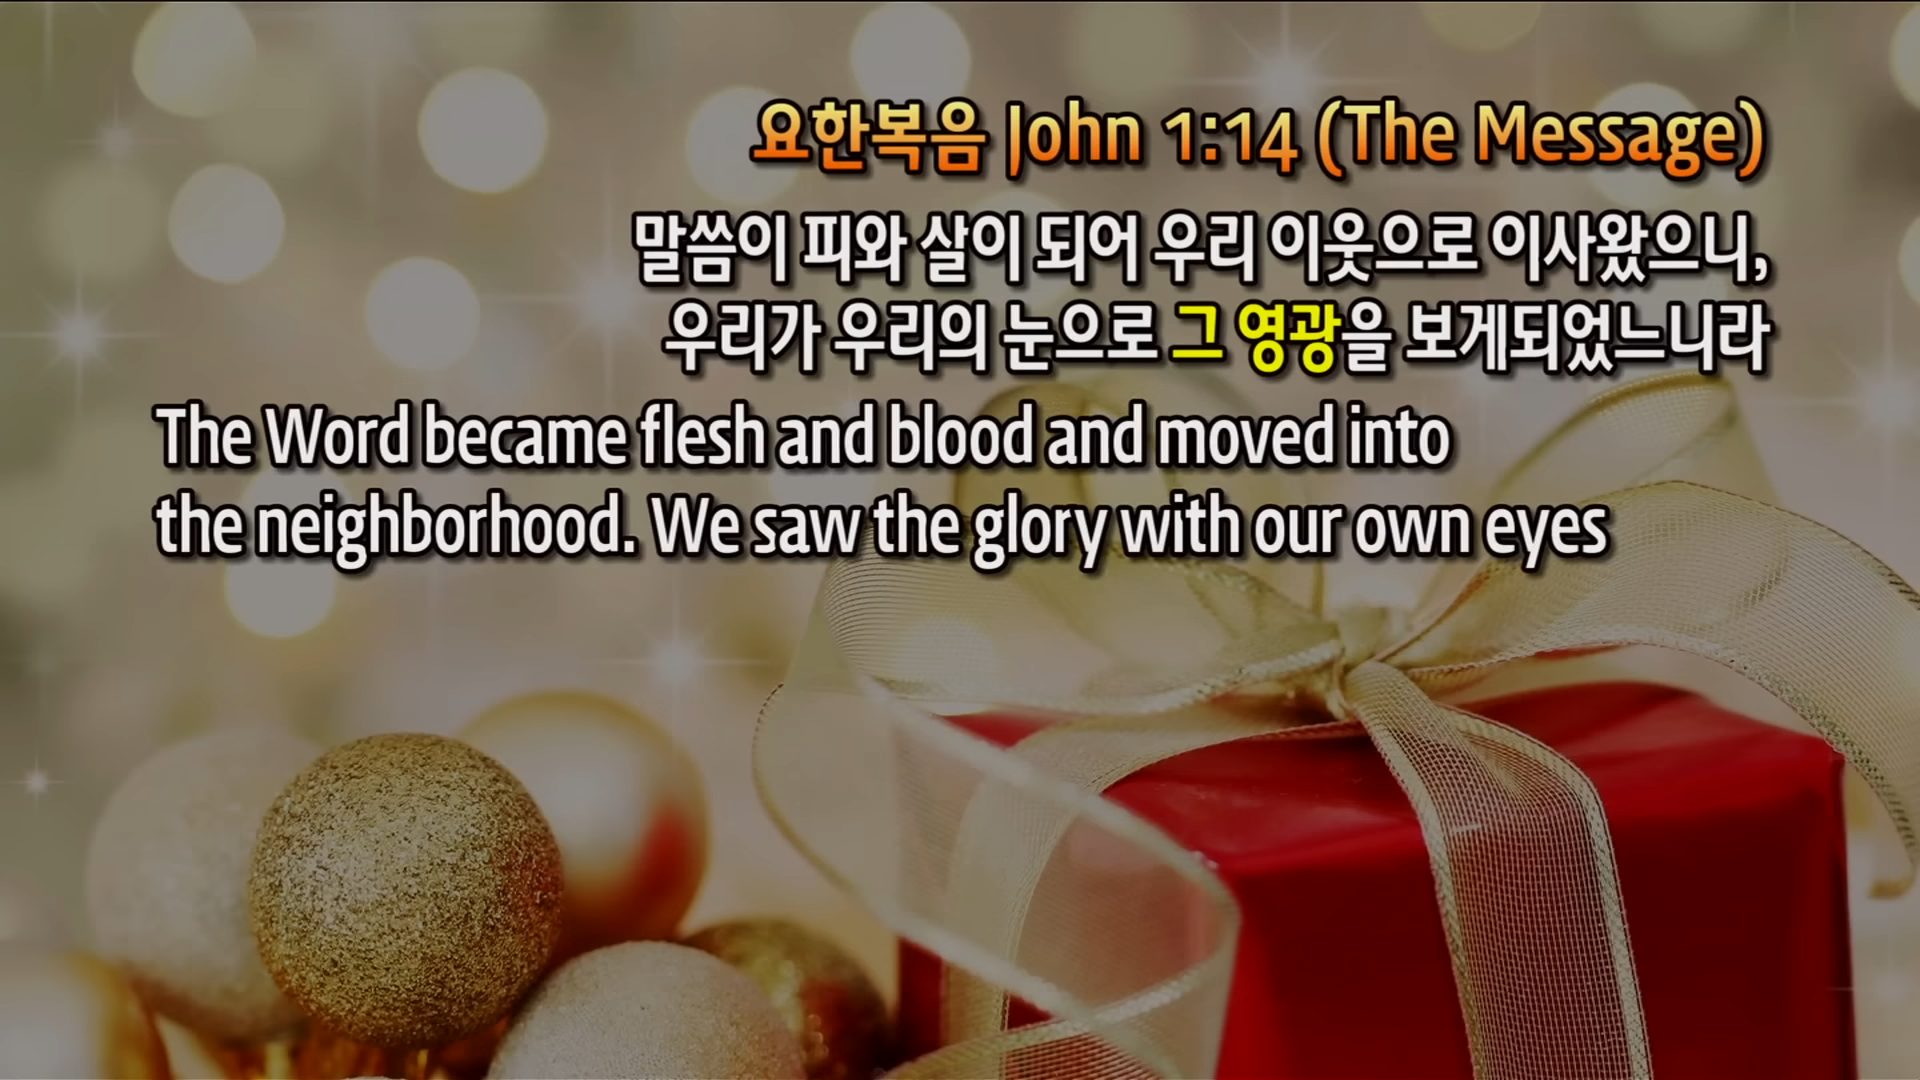 요한복음 John 1:14 (The Message)
말씀이 피와 살이 되어 우리 이웃으로 이사왔으니,
우리가 우리의 눈으로 그 영광을 보게되었느니라
The Word became flesh and blood and moved into
the neighborhood. We saw the glory with our own eyes